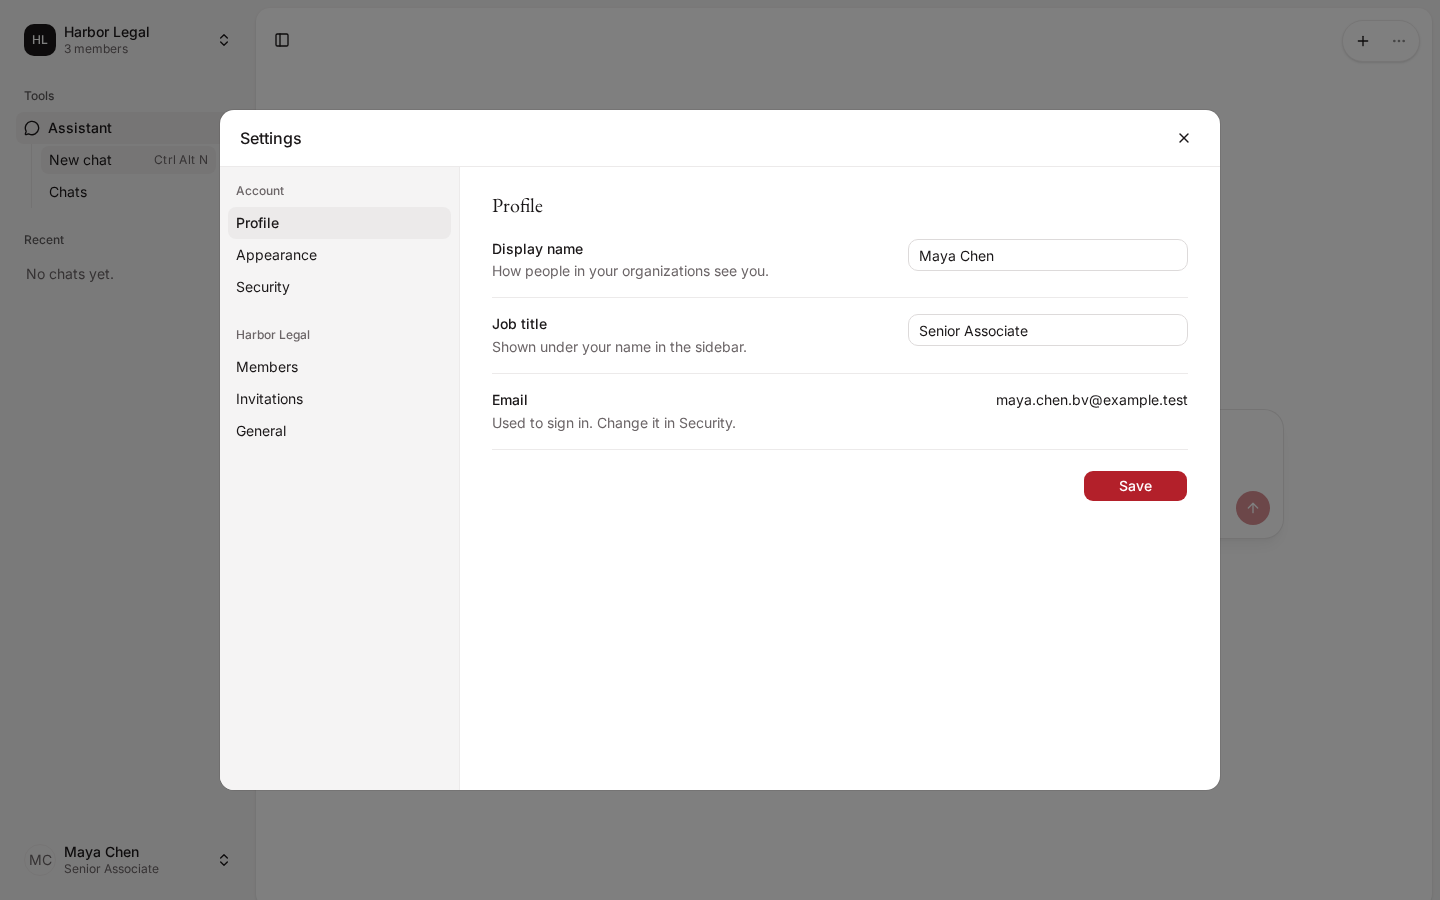 HL
Harbor Legal
3 members
Tools
Assistant
New chat
Ctrl Alt N
Chats
Recent
No chats yet.
MC
Maya Chen
Senior Associate
Settings
Account
Profile
Appearance
Security
Harbor Legal
Members
Invitations
General
Profile
Display name
How people in your organizations see you.
Maya Chen
Job title
Shown under your name in the sidebar.
Senior Associate
Email
Used to sign in. Change it in Security.
maya.chen.bv@example.test
Save